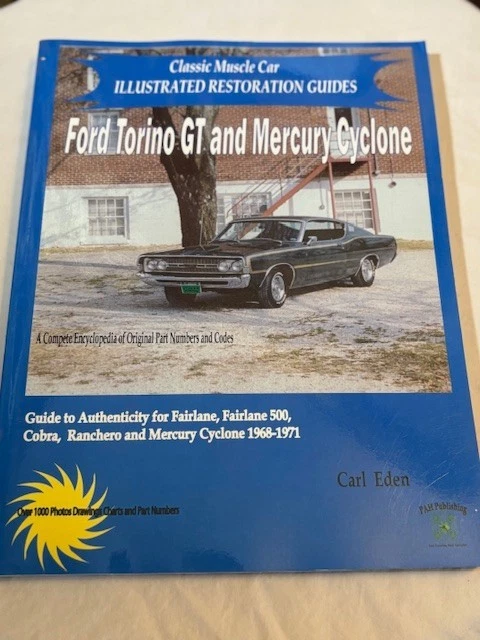 Classic Muscle Car
ILLUSTRATED RESTORATION GUIDES
Ford Torino GT and Mercury Cyclone
A Compete Encyclopedia of Original Part Numbers and Codes
Guide to Authenticity for Fairlane, Fairlane 500,
Cobra, Ranchero and Mercury Cyclone 1968-1971
Carl Eden
Over 1000 Photos Drawings Charts and Part Numbers
PAH Publishing